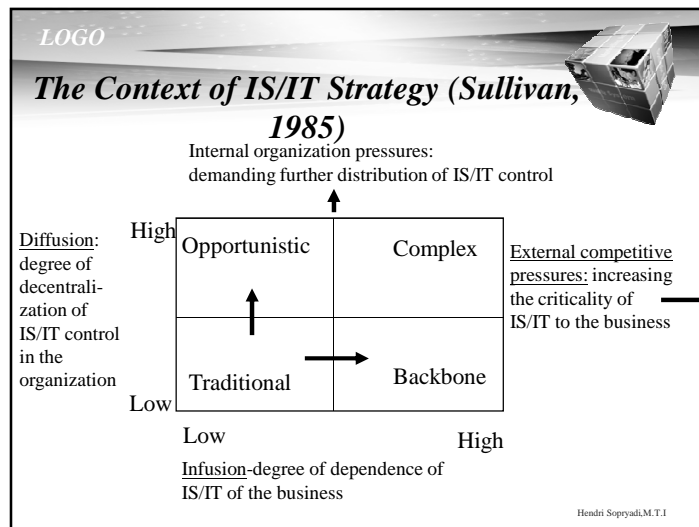 LOGO
The Context of IS/IT Strategy (Sullivan,
1985)
Internal organization pressures:
demanding further distribution of IS/IT control
Diffusion:
degree of
decentrali-
zation of
IS/IT control
in the
organization
High
Opportunistic
Complex
External competitive
pressures: increasing
the criticality of
IS/IT to the business
Traditional
Backbone
Low
Low
High
Infusion-degree of dependence of
IS/IT of the business
Hendri Sopryadi,M.T.I